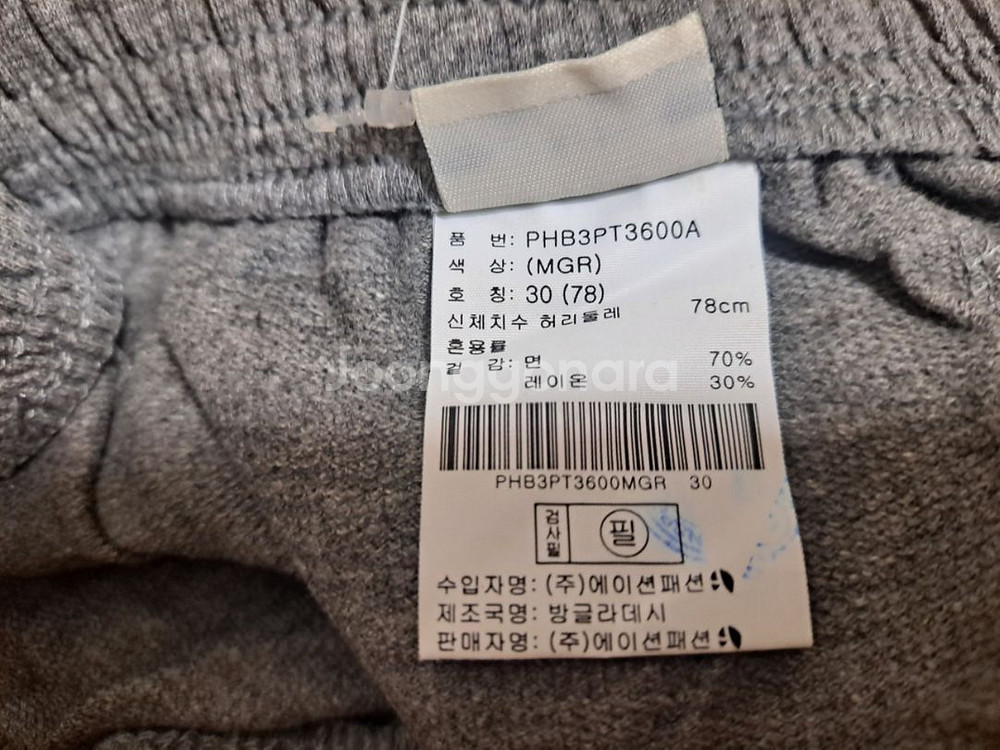 품 번: PHB3PT3600A
색 상: (MGR)
호 칭: 30 (78)
신체치수 허리둘레 78cm
혼용률
겉 감: 면 70%
레이온 30%
Joonggonara
PHB3PT3600MGR 30
검사필 필
수입자명: (주)에이션패션
제조국명: 방글라데시
판매자명: (주)에이션패션